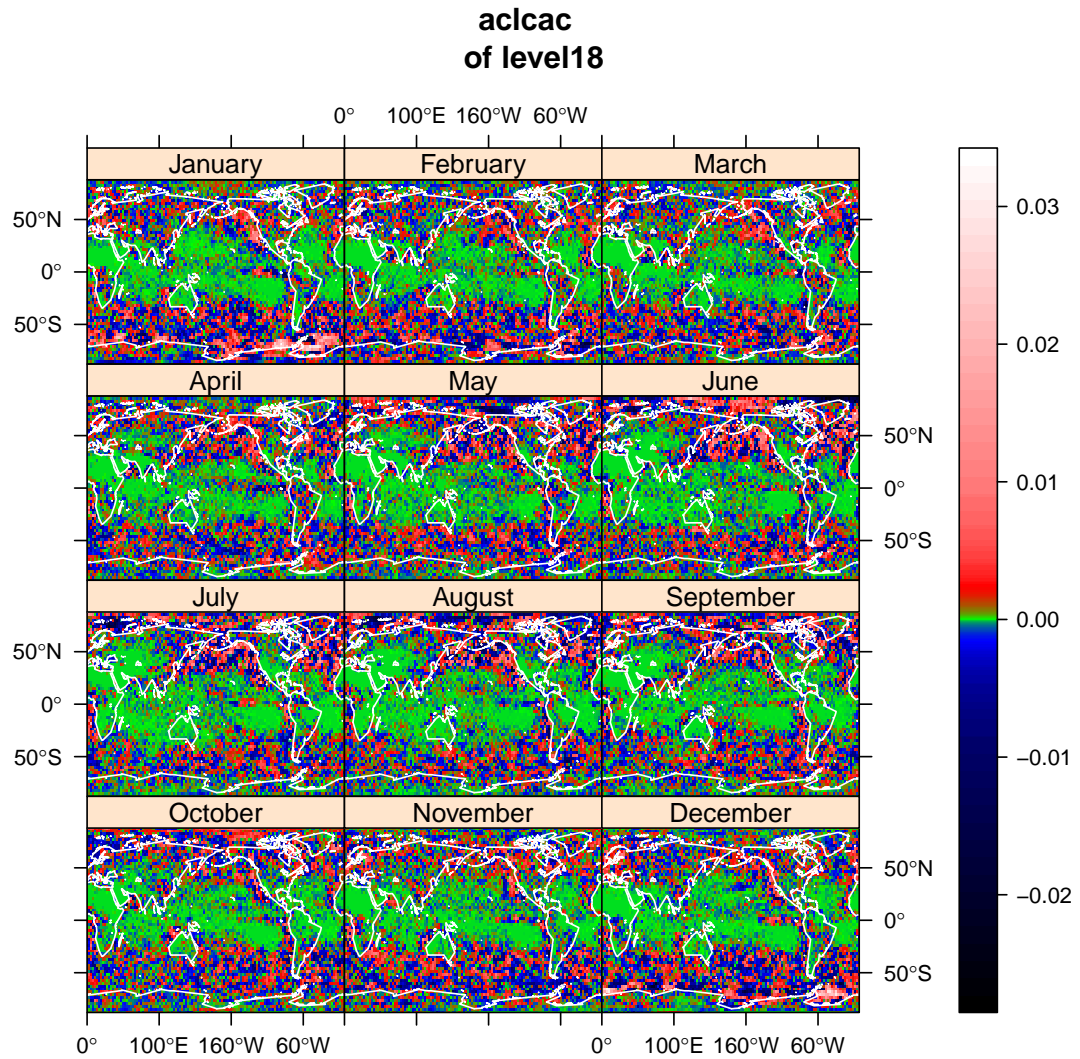 aclcac
of level18
0° 100°E 160°W 60°W
January February March
50°N
0°
50°S
April May June
50°N
0°
50°S
July August September
50°N
0°
50°S
October November December
50°N
0°
50°S
0° 100°E 160°W 60°W 0° 100°E 160°W 60°W
0.03
0.02
0.01
0.00
−0.01
−0.02